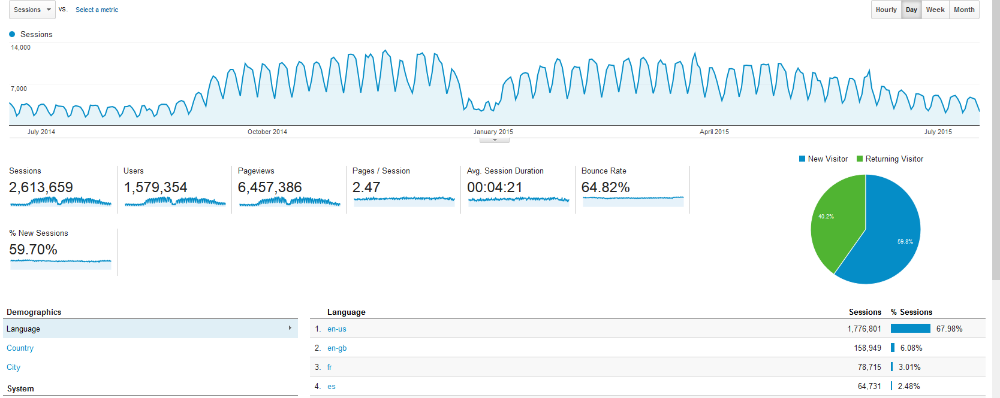 Sessions vs. Select a metric Hourly Day Week Month
Sessions
14,000
7,000
July 2014 October 2014 January 2015 April 2015 July 2015
New Visitor Returning Visitor
Sessions Users Pageviews Pages / Session Avg. Session Duration Bounce Rate
2,613,659 1,579,354 6,457,386 2.47 00:04:21 64.82%
40.2%
59.8%
% New Sessions
59.70%
Demographics
Language
Country
City
System
Language Sessions % Sessions
1. en-us 1,776,801 67.98%
2. en-gb 158,949 6.08%
3. fr 78,715 3.01%
4. es 64,731 2.48%